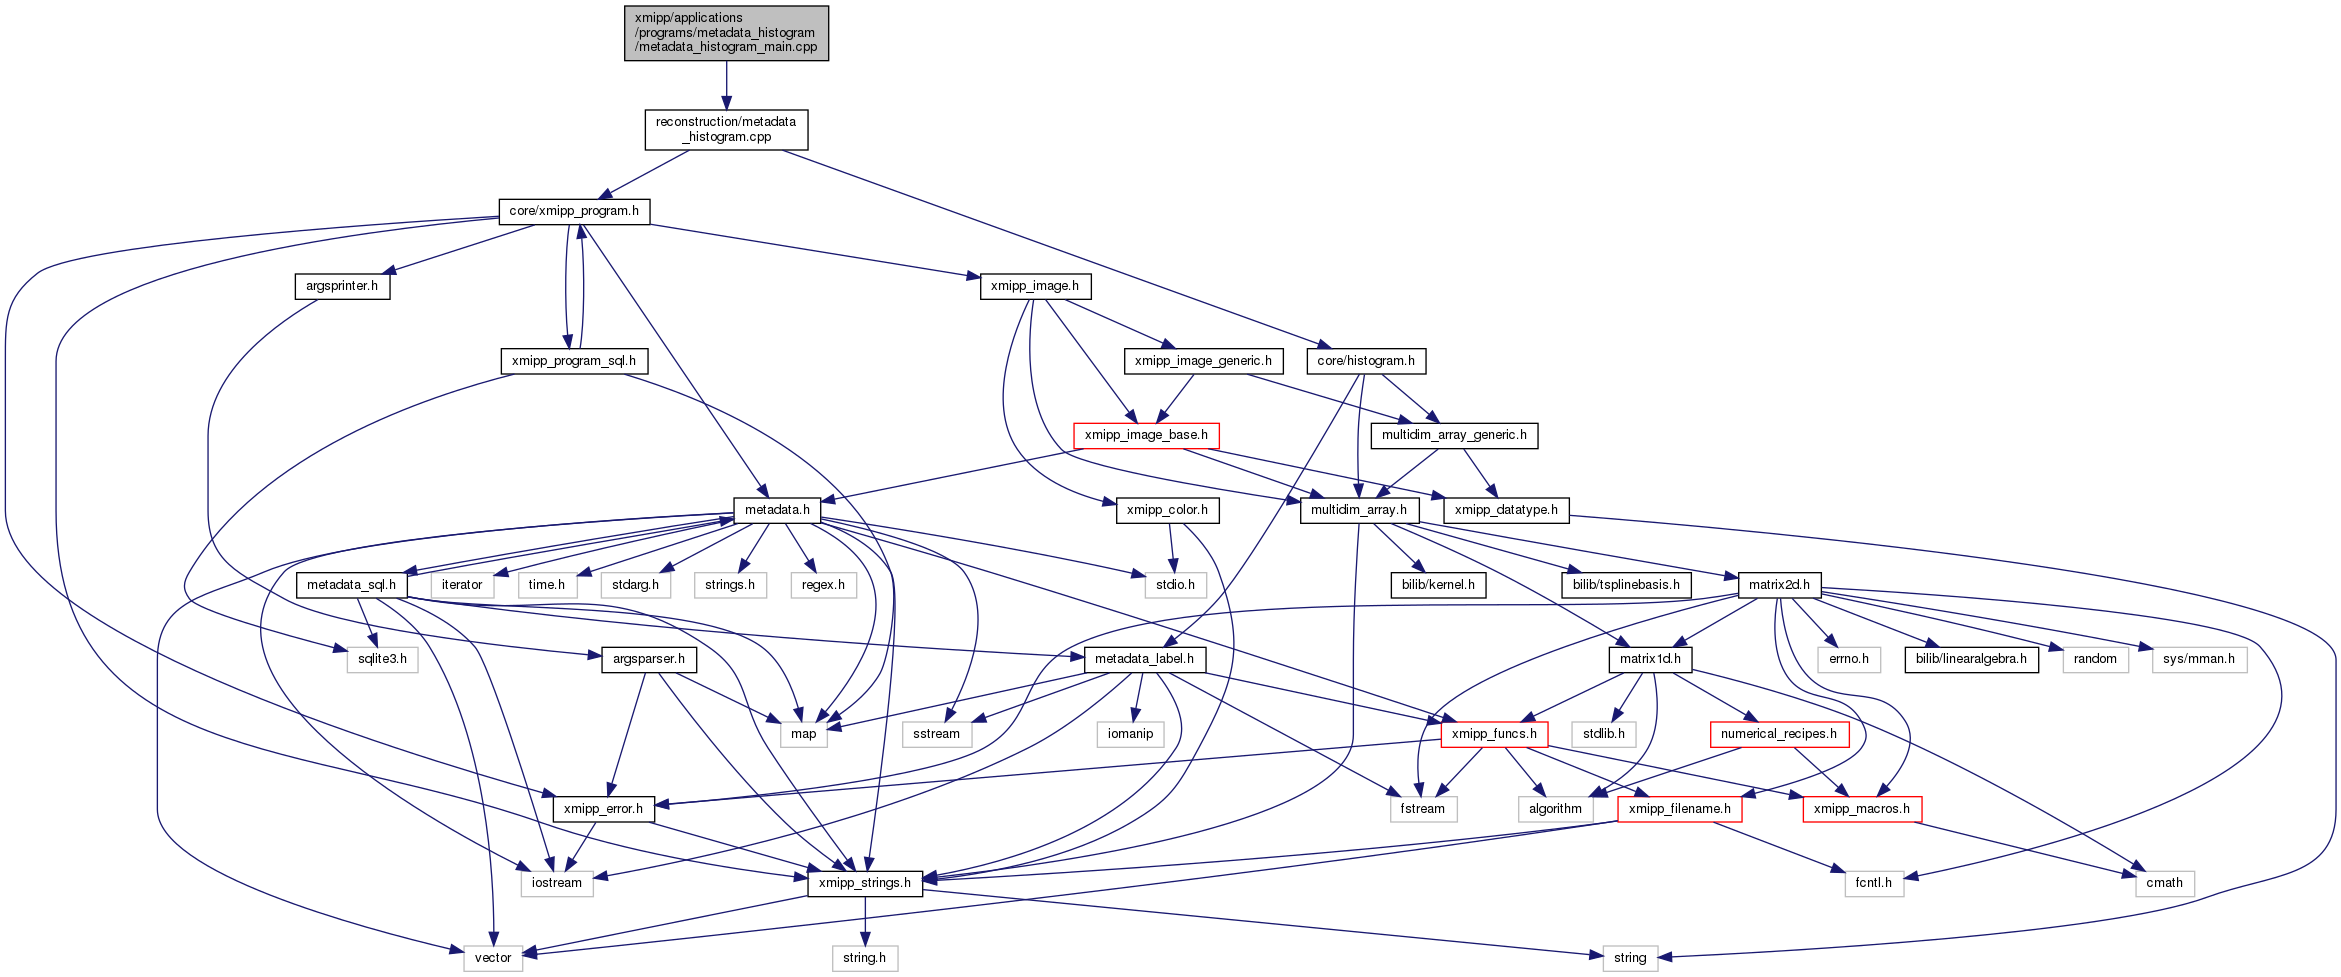 xmipp/applications
/programs/metadata_histogram
/metadata_histogram_main.cpp
reconstruction/metadata
_histogram.cpp
core/xmipp_program.h
argsprinter.h
xmipp_image.h
xmipp_program_sql.h
xmipp_image_generic.h
core/histogram.h
xmipp_image_base.h
multidim_array_generic.h
metadata.h
xmipp_color.h
multidim_array.h
xmipp_datatype.h
metadata_sql.h
iterator
time.h
stdarg.h
strings.h
regex.h
stdio.h
bilib/kernel.h
bilib/tsplinebasis.h
matrix2d.h
sqlite3.h
argsparser.h
metadata_label.h
matrix1d.h
errno.h
bilib/linearalgebra.h
random
sys/mman.h
map
sstream
iomanip
xmipp_funcs.h
stdlib.h
numerical_recipes.h
xmipp_error.h
fstream
algorithm
xmipp_filename.h
xmipp_macros.h
iostream
xmipp_strings.h
fcntl.h
cmath
vector
string.h
string